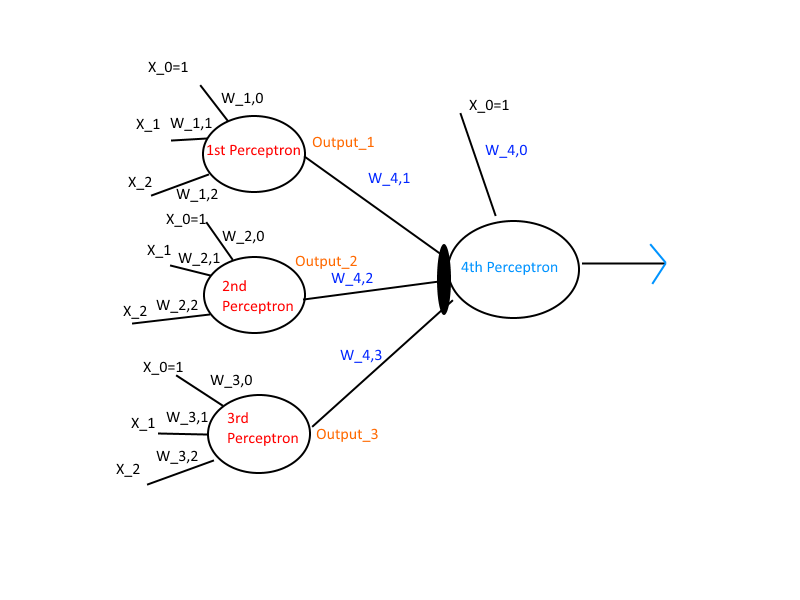 X_0=1
W_1,0
X_1
W_1,1
1st Perceptron
Output_1
X_2
W_1,2
X_0=1
W_4,0
W_4,1
X_0=1
W_2,0
X_1
W_2,1
2nd
Perceptron
Output_2
W_4,2
X_2
W_2,2
4th Perceptron
X_0=1
W_3,0
W_4,3
X_1
W_3,1
3rd
Perceptron
Output_3
X_2
W_3,2